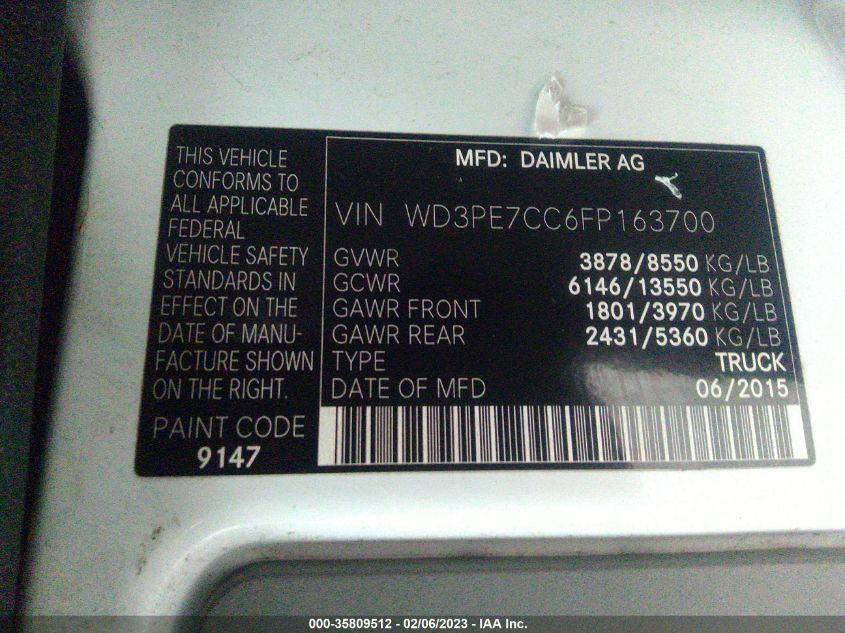 THIS VEHICLE
CONFORMS TO
ALL APPLICABLE
FEDERAL
VEHICLE SAFETY
STANDARDS IN
EFFECT ON THE
DATE OF MANU-
FACTURE SHOWN
ON THE RIGHT.
PAINT CODE
9147
MFD: DAIMLER AG
VIN WD3PE7CC6FP163700
GVWR 3878/8550 KG/LB
GCWR 6146/13550 KG/LB
GAWR FRONT 1801/3970 KG/LB
GAWR REAR 2431/5360 KG/LB
TYPE TRUCK
DATE OF MFD 06/2015
000-35809512 - 02/06/2023 - IAA Inc.